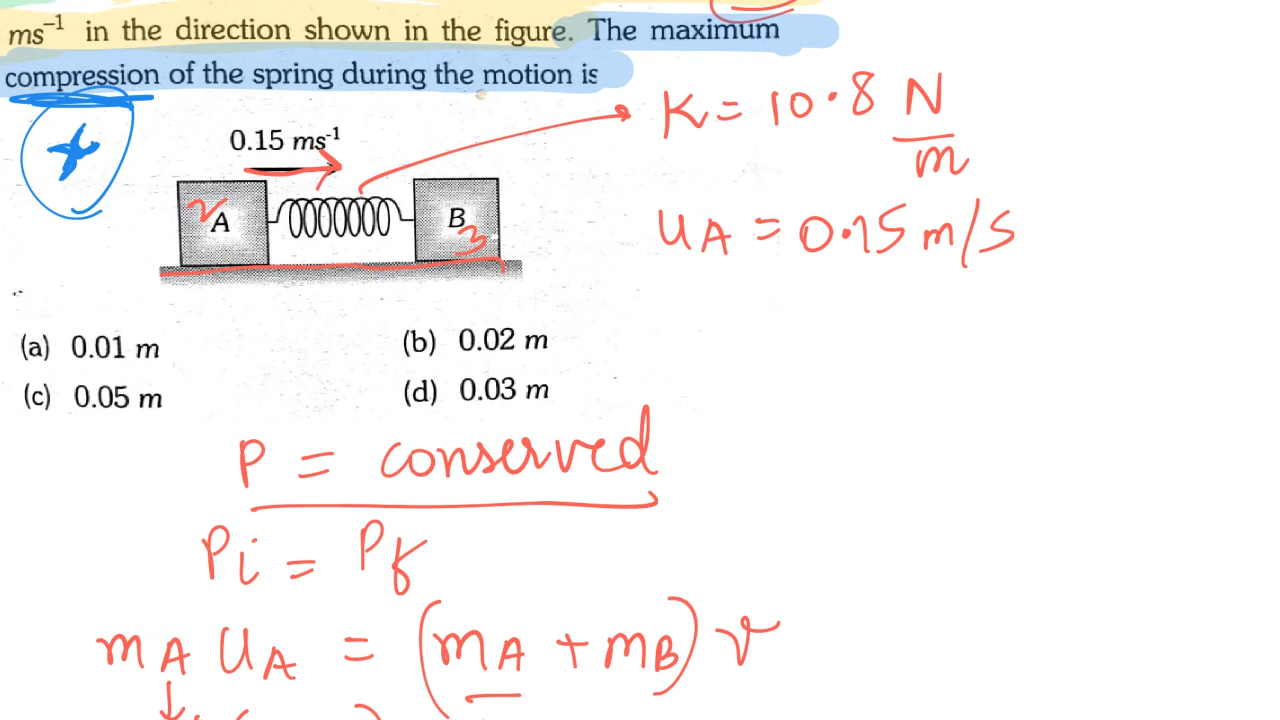 ms⁻¹ in the direction shown in the figure. The maximum
compression of the spring during the motion is
K = 10.8 N/m
0.15 ms⁻¹
2 A
B 3
uA = 0.15 m/s
(a) 0.01 m
(b) 0.02 m
(c) 0.05 m
(d) 0.03 m
P = conserved
Pi = Pf
mA uA = (mA + mB) v